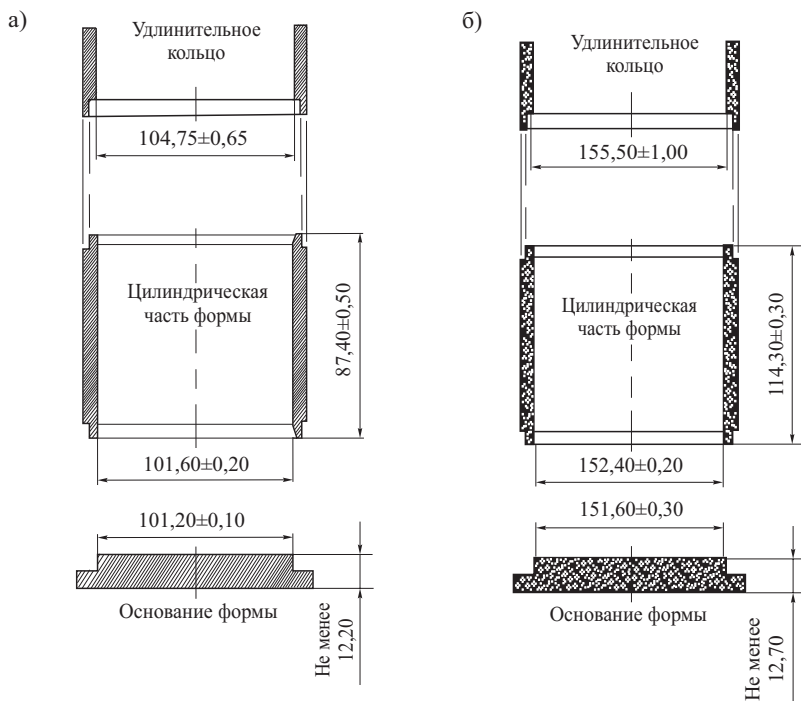 а)
Удлинительное
кольцо
104,75±0,65
Цилиндрическая
часть формы
87,40±0,50
101,60±0,20
101,20±0,10
Основание формы
Не менее
12,20
б)
Удлинительное
кольцо
155,50±1,00
Цилиндрическая
часть формы
114,30±0,30
152,40±0,20
151,60±0,30
Основание формы
Не менее
12,70